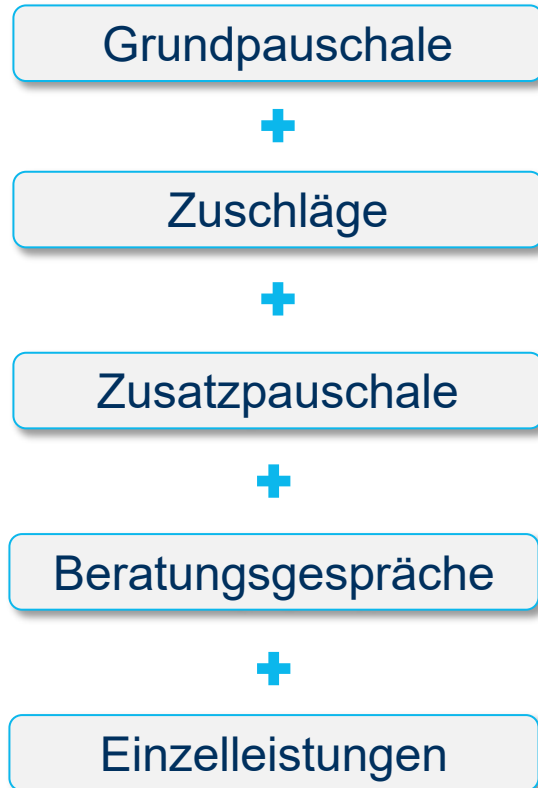 Grundpauschale
Zuschläge
Zusatzpauschale
Beratungsgespräche
Einzelleistungen